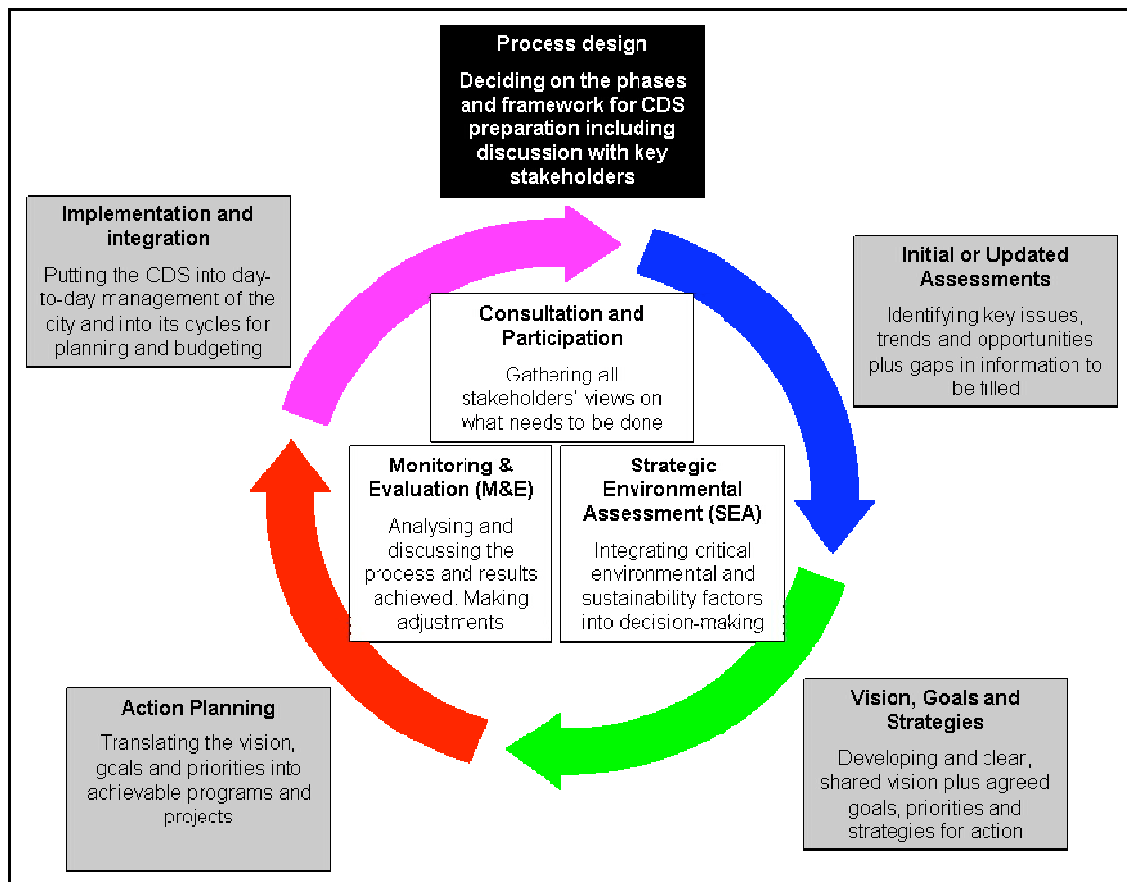 Process design
Deciding on the phases
and framework for CDS
preparation including
discussion with key
stakeholders
Implementation and
integration
Putting the CDS into day-
to-day management of the
city and into its cycles for
planning and budgeting
Initial or Updated
Assessments
Identifying key issues,
trends and opportunities
plus gaps in information to
be filled
Consultation and
Participation
Gathering all
stakeholders' views on
what needs to be done
Monitoring &
Evaluation (M&E)
Analysing and
discussing the
process and results
achieved. Making
adjustments
Strategic
Environmental
Assessment (SEA)
Integrating critical
environmental and
sustainability factors
into decision-making
Action Planning
Translating the vision,
goals and priorities into
achievable programs and
projects
Vision, Goals and
Strategies
Developing and clear,
shared vision plus agreed
goals, priorities and
strategies for action